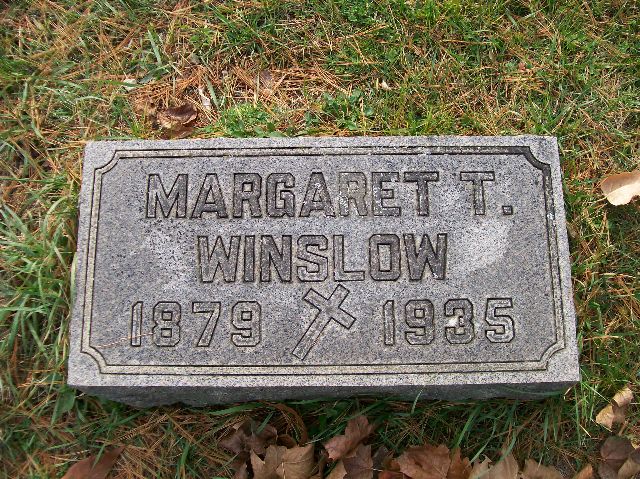 MARGARET T.
WINSLOW
1879 1935